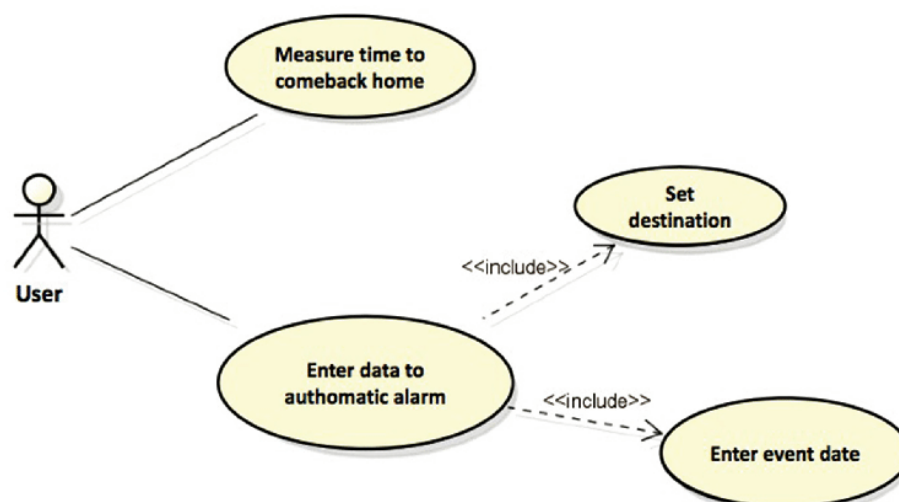 Measure time to
comeback home
Set
destination
<<include>>
User
Enter data to
authomatic alarm
<<include>>
Enter event date